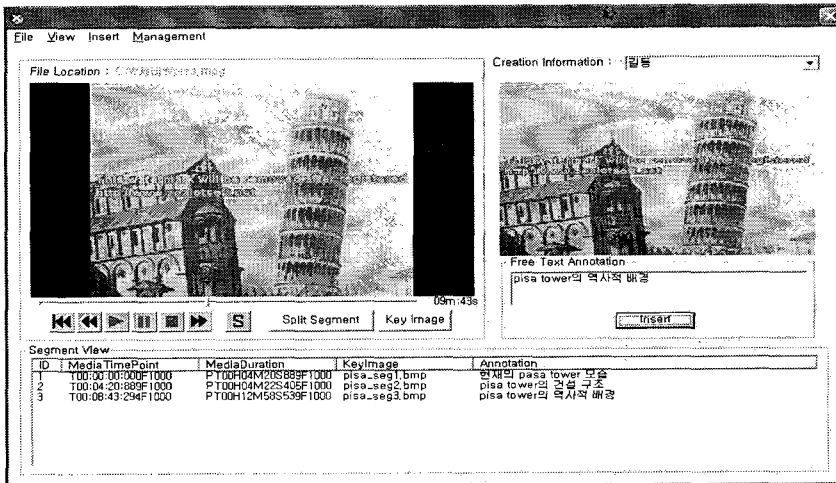 File View Insert Management
File Location :
Creation Information : 길동
09m:43s
S Split Segment Key Image
Free Text Annotation
pisa tower의 역사적 배경
Insert
Segment View
ID MediaTimePoint MediaDuration KeyImage Annotation
1 T00:00:00:000F1000 PT00H04M20S889F1000 pisa_seg1.bmp 현재의 pasa tower 모습
2 T00:04:20:889F1000 PT00H04M22S405F1000 pisa_seg2.bmp pisa tower의 건설 구조
3 T00:08:43:294F1000 PT00H12M58S539F1000 pisa_seg3.bmp pisa tower의 역사적 배경